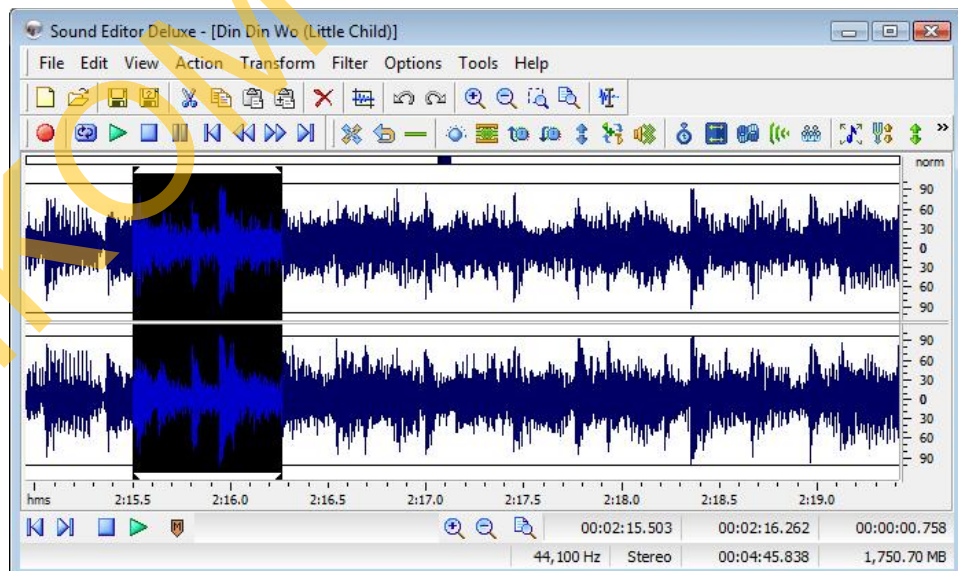 Sound Editor Deluxe - [Din Din Wo (Little Child)]
File Edit View Action Transform Filter Options Tools Help
norm
90
60
30
0
30
60
90
90
60
30
0
30
60
90
hms 2:15.5 2:16.0 2:16.5 2:17.0 2:17.5 2:18.0 2:18.5 2:19.0
M 00:02:15.503 00:02:16.262 00:00:00.758
44,100 Hz Stereo 00:04:45.838 1,750.70 MB